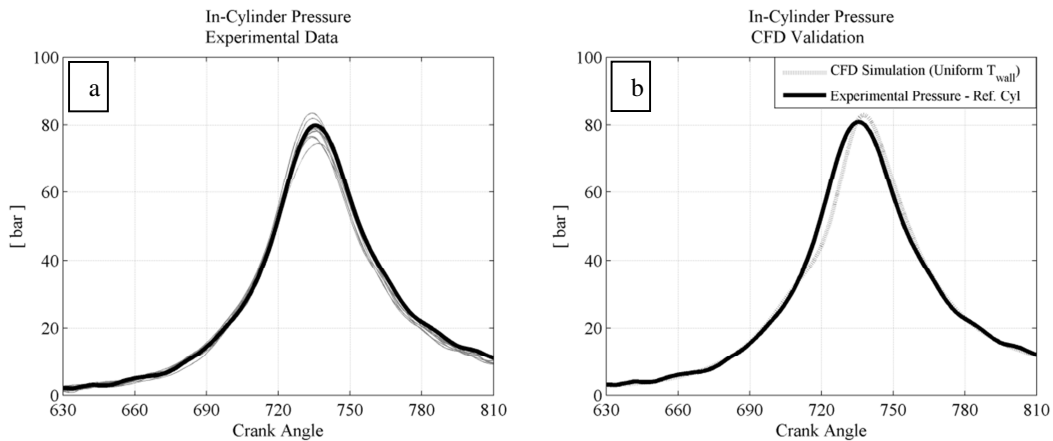 In-Cylinder Pressure
Experimental Data
a
100
80
60
40
20
0
[ bar ]
630 660 690 720 750 780 810
Crank Angle
In-Cylinder Pressure
CFD Validation
b
CFD Simulation (Uniform T_wall)
Experimental Pressure - Ref. Cyl
100
80
60
40
20
0
[ bar ]
630 660 690 720 750 780 810
Crank Angle